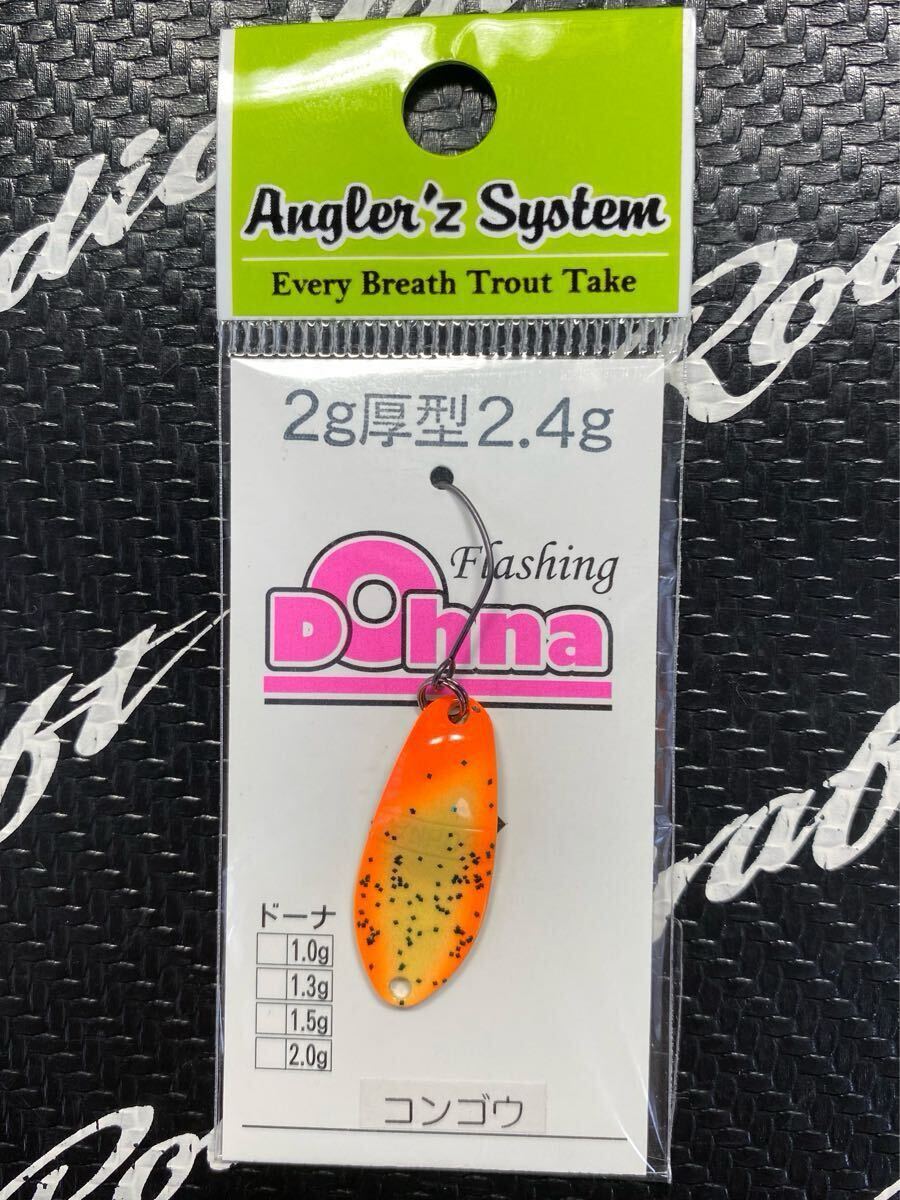 Angler'z System
Every Breath Trout Take
2g厚型2.4g
Flashing
Dohna
ドーナ
1.0g
1.3g
1.5g
2.0g
コンゴウ